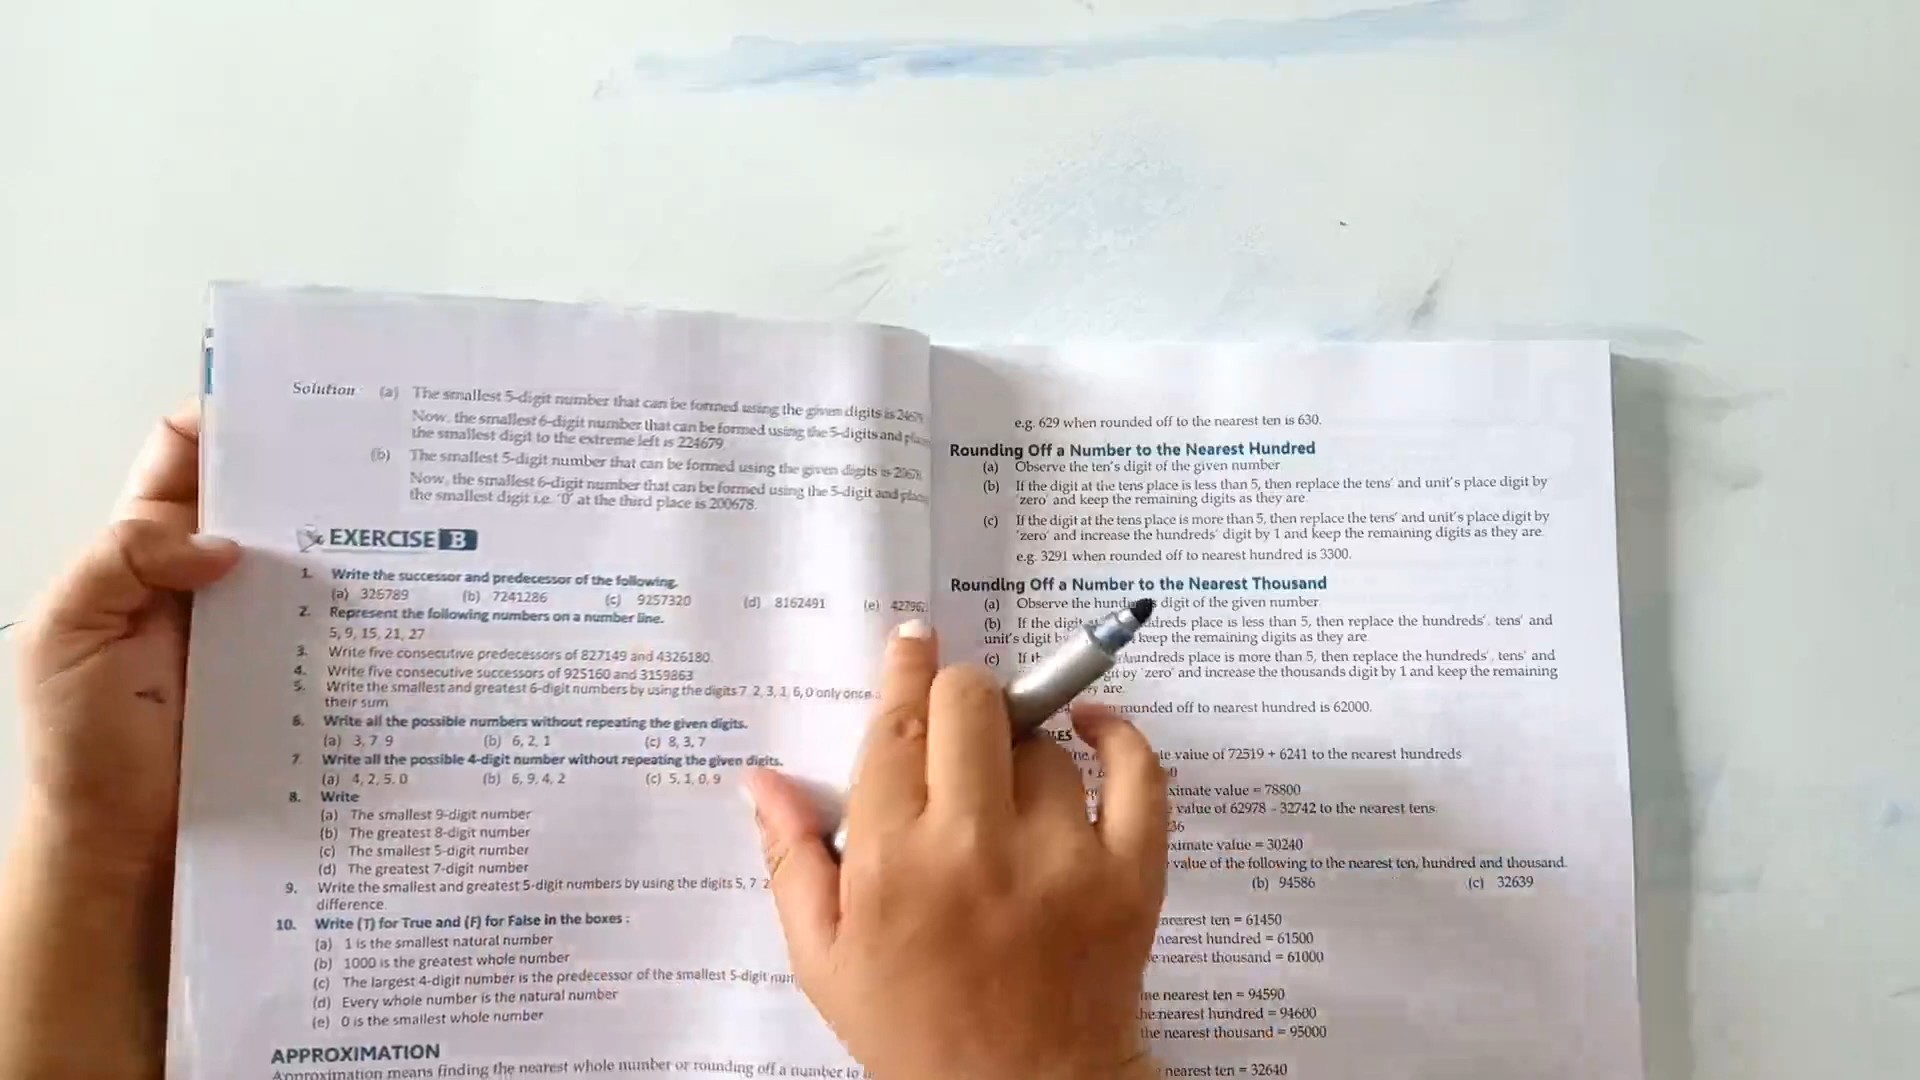 Solution (a) The smallest 5-digit number that can be formed using the given digits is 24679
Now, the smallest 6-digit number that can be formed using the 5-digits and
the smallest digit to the extreme left is 224679
(b) The smallest 5-digit number that can be formed using the given digits is 20678
Now, the smallest 6-digit number that can be formed using the 5-digit and
the smallest digit i.e. '0' at the third place is 200678.
EXERCISE B
1. Write the successor and predecessor of the following.
(a) 326789 (b) 7241286 (c) 9257320 (d) 8162491 (e)
2. Represent the following numbers on a number line.
5, 9, 15, 21, 27
3. Write five consecutive predecessors of 827149 and 4326180.
4. Write five consecutive successors of 925160 and 3159863
5. Write the smallest and greatest 6-digit numbers by using the digits 7, 2, 3, 1, 6, 0 only once
their sum
6. Write all the possible numbers without repeating the given digits.
(a) 3, 7 9 (b) 6, 2, 1 (c) 8, 3, 7
7. Write all the possible 4-digit number without repeating the given digits.
(a) 4, 2, 5, 0 (b) 6, 9, 4, 2 (c) 5, 1, 0, 9
8. Write
(a) The smallest 9-digit number
(b) The greatest 8-digit number
(c) The smallest 5-digit number
(d) The greatest 7-digit number
9. Write the smallest and greatest 5-digit numbers by using the digits 5, 7 2
difference.
10. Write (T) for True and (F) for False in the boxes :
(a) 1 is the smallest natural number
(b) 1000 is the greatest whole number
(c) The largest 4-digit number is the predecessor of the smallest 5-digit
(d) Every whole number is the natural number
(e) 0 is the smallest whole number
APPROXIMATION
Approximation means finding the nearest whole number or rounding off a number to
e.g. 629 when rounded off to the nearest ten is 630.
Rounding Off a Number to the Nearest Hundred
(a) Observe the ten's digit of the given number
(b) If the digit at the tens place is less than 5, then replace the tens' and unit's place digit by
'zero' and keep the remaining digits as they are.
(c) If the digit at the tens place is more than 5, then replace the tens' and unit's place digit by
'zero' and increase the hundreds' digit by 1 and keep the remaining digits as they are
e.g. 3291 when rounded off to nearest hundred is 3300.
Rounding Off a Number to the Nearest Thousand
(a) Observe the digit of the given number
(b) If the digit place is less than 5, then replace the hundreds', tens' and
unit's digit keep the remaining digits as they are
(c) hundreds place is more than 5, then replace the hundreds', tens' and
by 'zero' and increase the thousands digit by 1 and keep the remaining
are.
rounded off to nearest hundred is 62000.
value of 72519 + 6241 to the nearest hundreds
value = 78800
value of 62978 - 32742 to the nearest tens
value = 30240
value of the following to the nearest ten, hundred and thousand.
(b) 94586 (c) 32639
nearest ten = 61450
nearest hundred = 61500
nearest thousand = 61000
nearest ten = 94590
nearest hundred = 94600
the nearest thousand = 95000
nearest ten = 32640